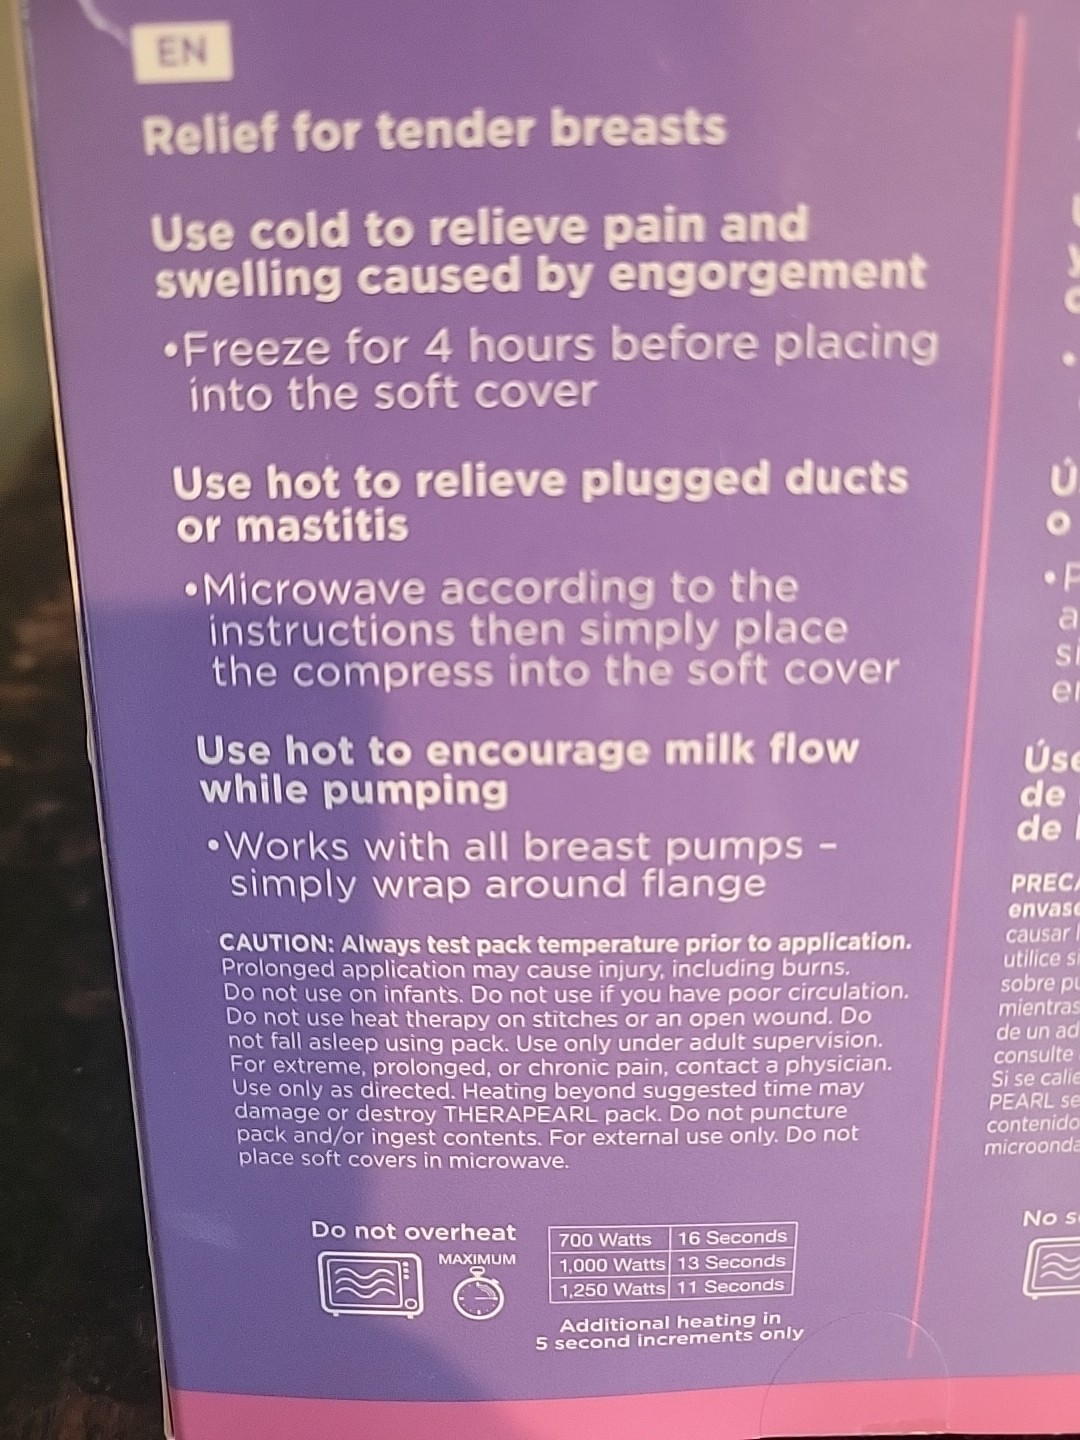 EN
Relief for tender breasts
Use cold to relieve pain and
swelling caused by engorgement
•Freeze for 4 hours before placing
into the soft cover
Use hot to relieve plugged ducts
or mastitis
•Microwave according to the
instructions then simply place
the compress into the soft cover
Use hot to encourage milk flow
while pumping
•Works with all breast pumps –
simply wrap around flange
CAUTION: Always test pack temperature prior to application.
Prolonged application may cause injury, including burns.
Do not use on infants. Do not use if you have poor circulation.
Do not use heat therapy on stitches or an open wound. Do
not fall asleep using pack. Use only under adult supervision.
For extreme, prolonged, or chronic pain, contact a physician.
Use only as directed. Heating beyond suggested time may
damage or destroy THERAPEARL pack. Do not puncture
pack and/or ingest contents. For external use only. Do not
place soft covers in microwave.
Do not overheat
MAXIMUM
700 Watts 16 Seconds
1,000 Watts 13 Seconds
1,250 Watts 11 Seconds
Additional heating in
5 second increments only
o
de
de
causar
utilice
sobre
mientras
de un
consulte
Si se
PEARL
contenido
No